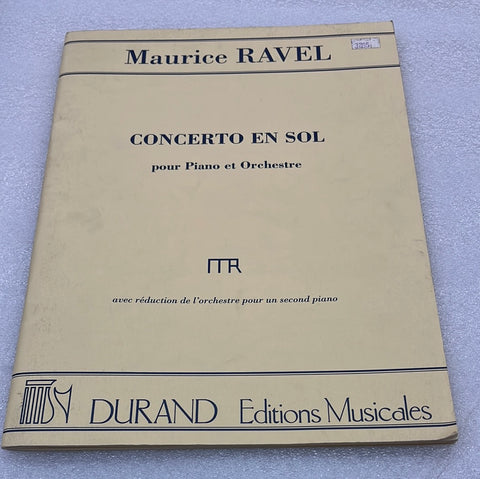 Maurice RAVEL
CONCERTO EN SOL
pour Piano et Orchestre
MR
avec réduction de l'orchestre pour un second piano
DURAND Editions Musicales